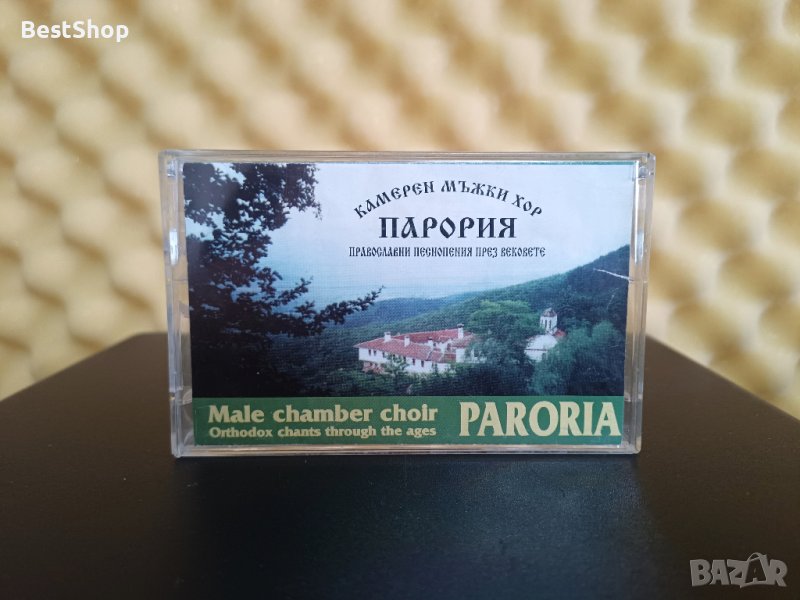 BestShop
КАМЕРЕН МЪЖКИ ХОР
ПАРОРИЯ
ПРАВОСЛАВНИ ПЕСНОПЕНИЯ ПРЕЗ ВЕКОВЕТЕ
Male chamber choir PARORIA
Orthodox chants through the ages
BAZAR